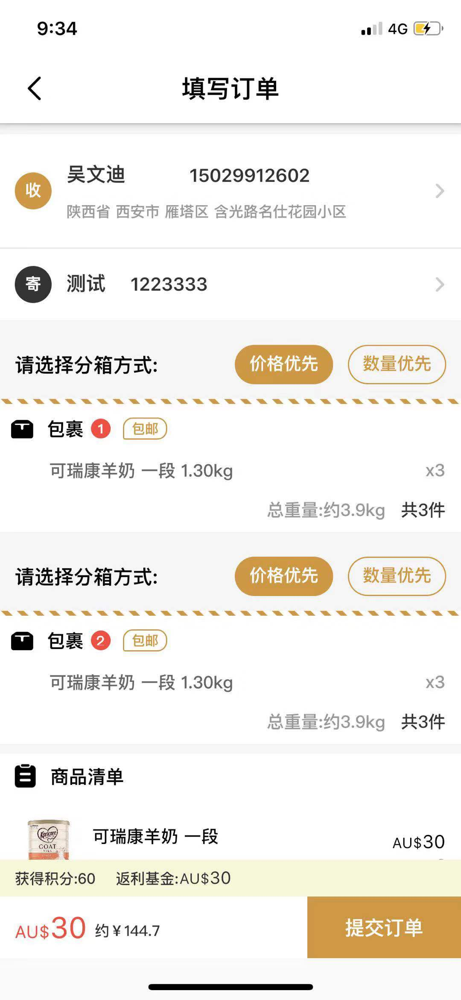 9:34 4G
填写订单
吴文迪 15029912602
收
陕西省 西安市 雁塔区 含光路名仕花园小区
寄 测试 1223333
请选择分箱方式: 价格优先 数量优先
包裹 1 包邮
可瑞康羊奶 一段 1.30kg x3
总重量:约3.9kg 共3件
请选择分箱方式: 价格优先 数量优先
包裹 2 包邮
可瑞康羊奶 一段 1.30kg x3
总重量:约3.9kg 共3件
商品清单
Karicare
GOAT
可瑞康羊奶 一段 AU$30
获得积分:60 返利基金:AU$30
AU$30 约¥144.7 提交订单